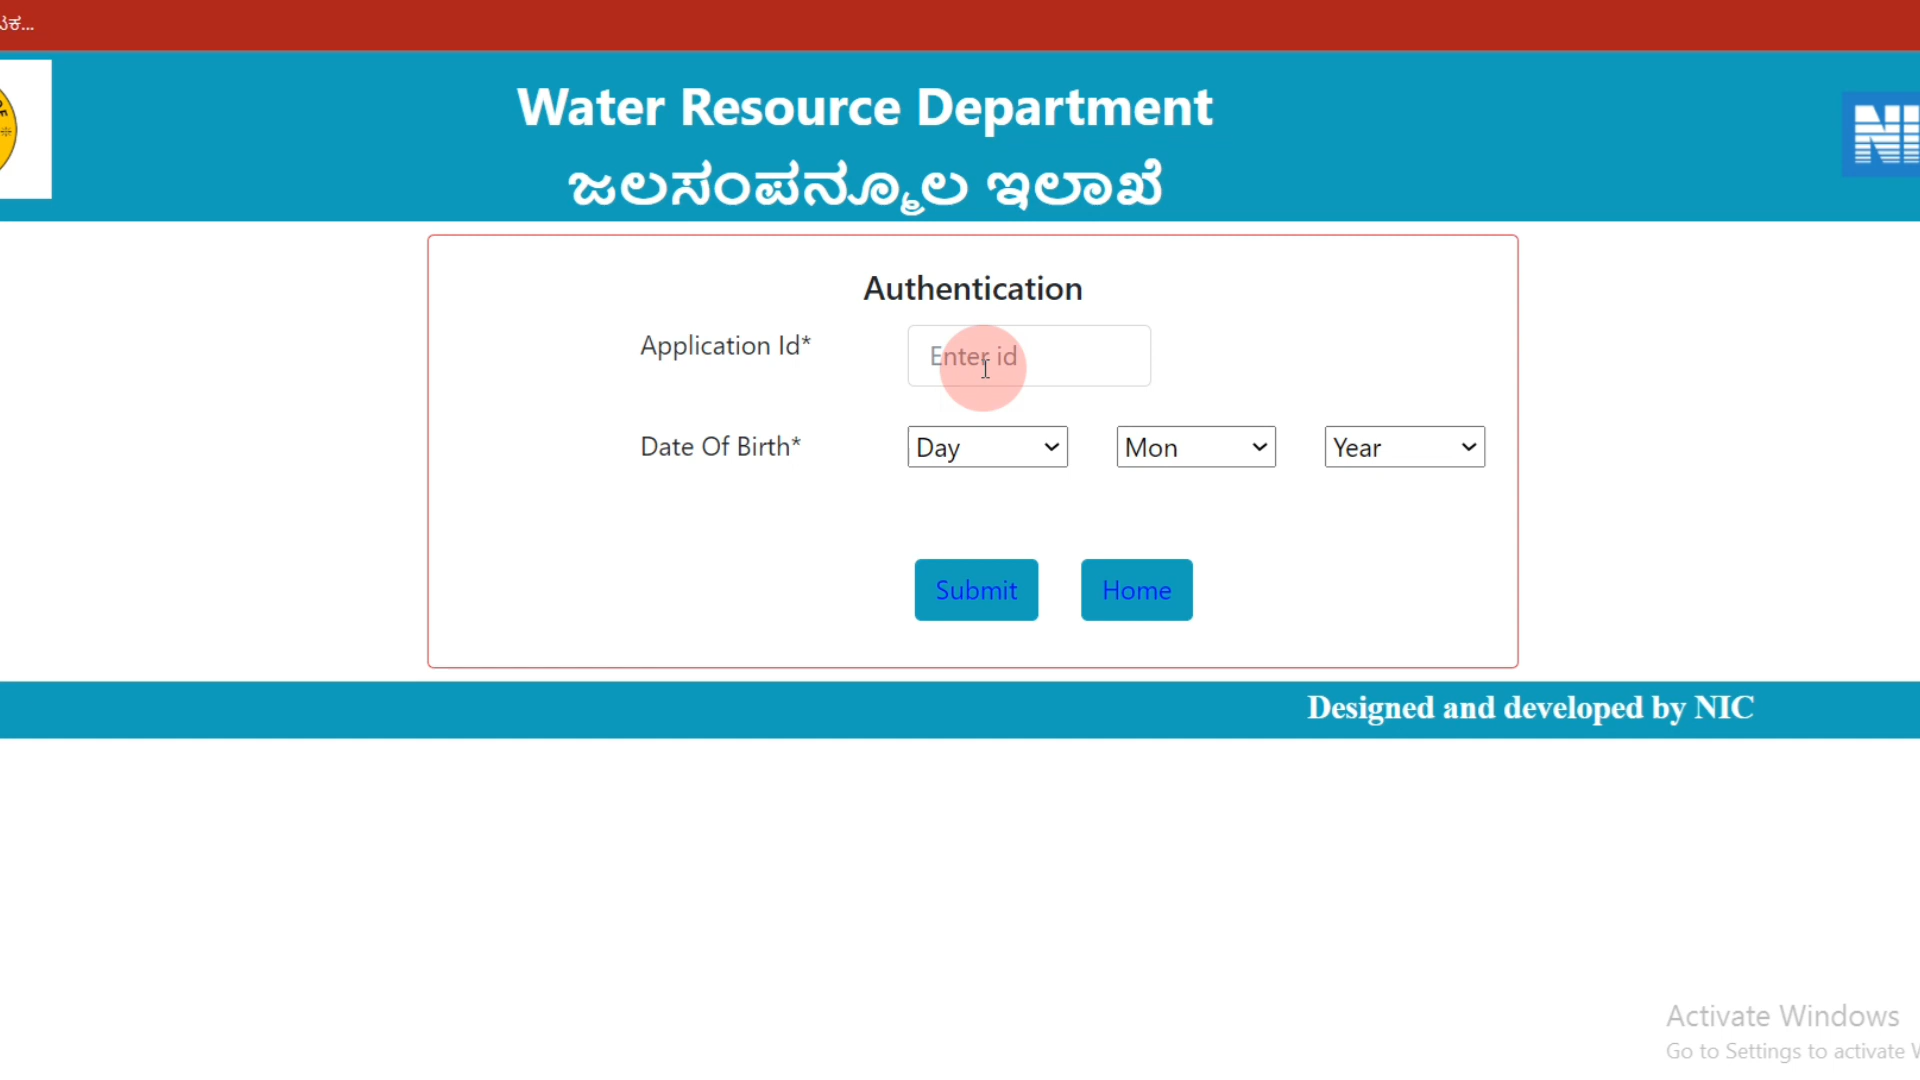 Water Resource Department
ಜಲಸಂಪನ್ಮೂಲ ಇಲಾಖೆ
Authentication
Application Id*
Enter id
Date Of Birth*
Day
Mon
Year
Submit
Home
Designed and developed by NIC
Activate Windows
Go to Settings to activate